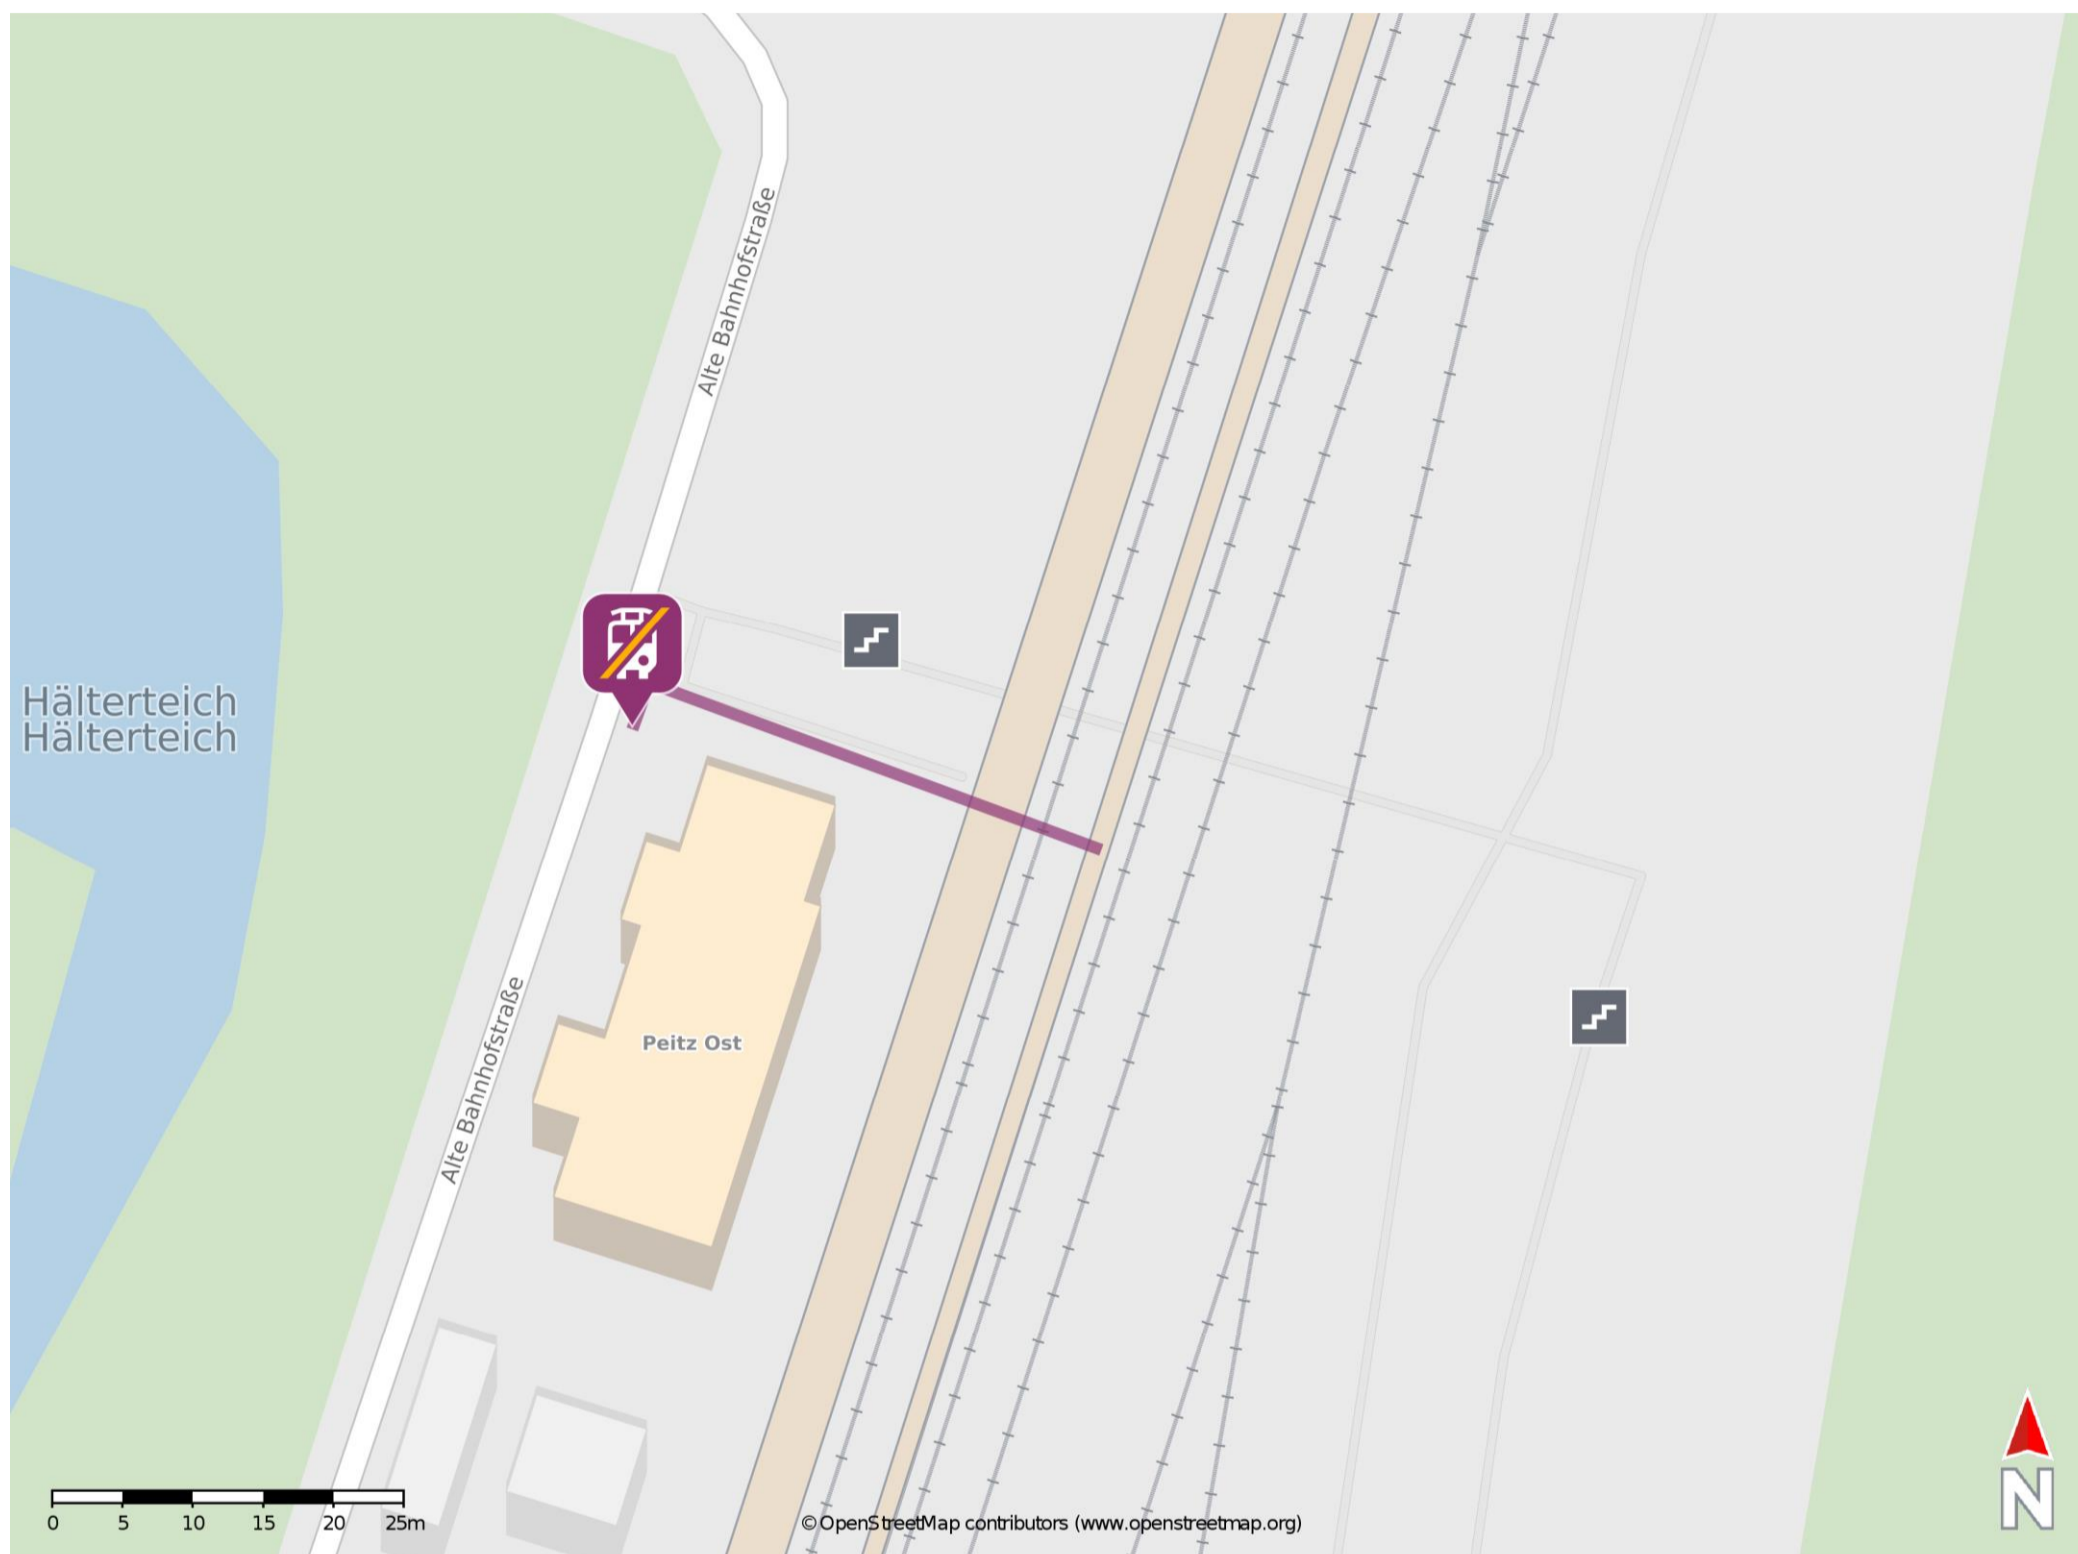 Alte Bahnhofstraße
Hälterteich
Hälterteich
Alte Bahnhofstraße
Peitz Ost
0 5 10 15 20 25m
©OpenStreetMap contributors (www.openstreetmap.org)
N